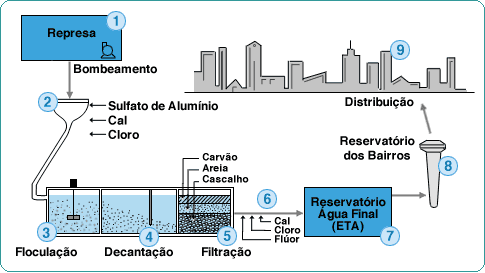 1
Represa
Bombeamento
2
Sulfato de Alumínio
Cal
Cloro
9
Distribuição
Reservatório
dos Bairros
8
Carvão
Areia
Cascalho
3
4
5
6
Cal
Cloro
Flúor
Reservatório
Água Final
(ETA)
7
Floculação
Decantação
Filtração